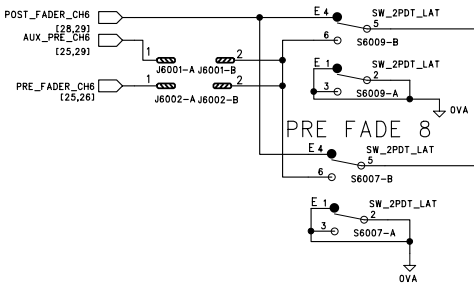 POST_FADER_CH6
[28,29]
AUX_PRE_CH6
[25,29]
PRE_FADER_CH6
[25,26]
1
J6001-A
J6001-B
2
1
J6002-A
J6002-B
2
E 4
SW_2PDT_LAT
5
6
S6009-B
E 1
SW_2PDT_LAT
2
3
S6009-A
0VA
PRE FADE 8
E 4
SW_2PDT_LAT
5
6
S6007-B
E 1
SW_2PDT_LAT
2
3
S6007-A
0VA